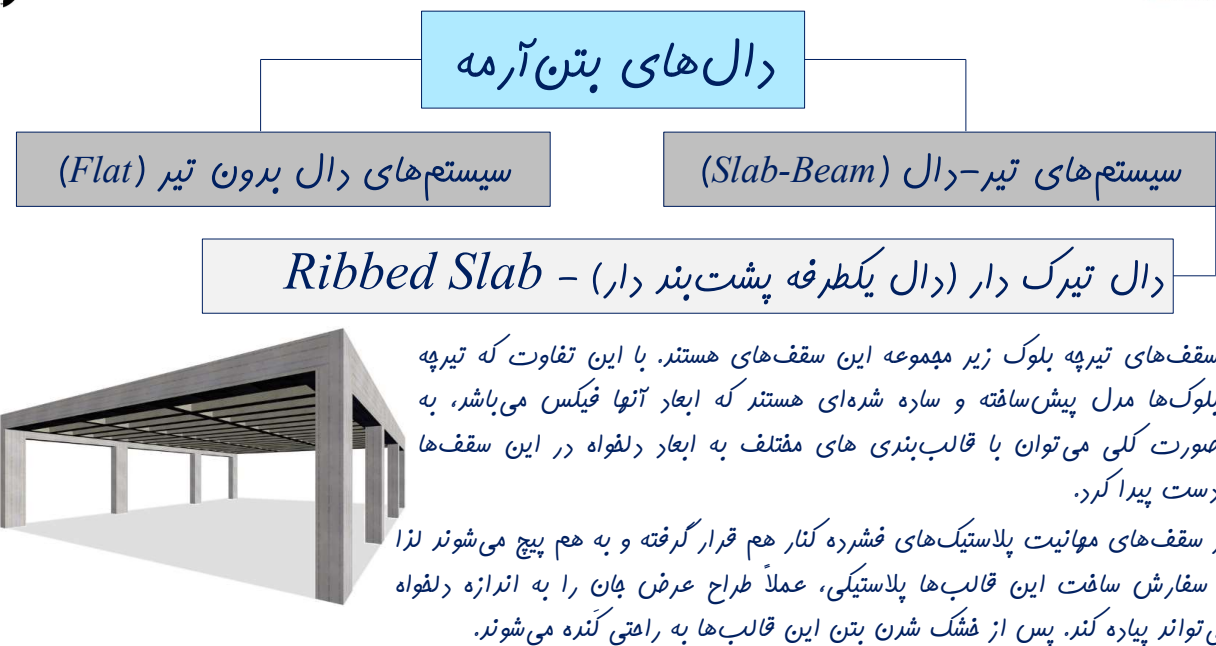 دال‌های بتن‌آرمه
سیستم‌های تیر-دال (Slab-Beam)
سیستم‌های دال بدون تیر (Flat)
دال تیرک دار (دال یکطرفه پشت‌بند دار) – Ribbed Slab
سقف‌های تیرچه بلوک زیر مجموعه این سقف‌های هستند. با این تفاوت که تیرچه
بلوک‌ها مدل پیش‌ساخته و ساده شده‌ای هستند که ابعاد آنها فیکس می‌باشد، به
صورت کلی می‌توان با قالب‌بندی های مختلف به ابعاد دلخواه در این سقف‌ها
دست پیدا کرد.
سقف‌های مهانیت پلاستیک‌های فشرده کنار هم قرار گرفته و به هم پیچ می‌شوند لذا
سفارش ساخت این قالب‌ها پلاستیکی، عملاً طراح عرض جان را به اندازه دلخواه
می‌تواند پیاده کند. پس از خشک شدن بتن این قالب‌ها به راحتی کَنده می‌شوند.